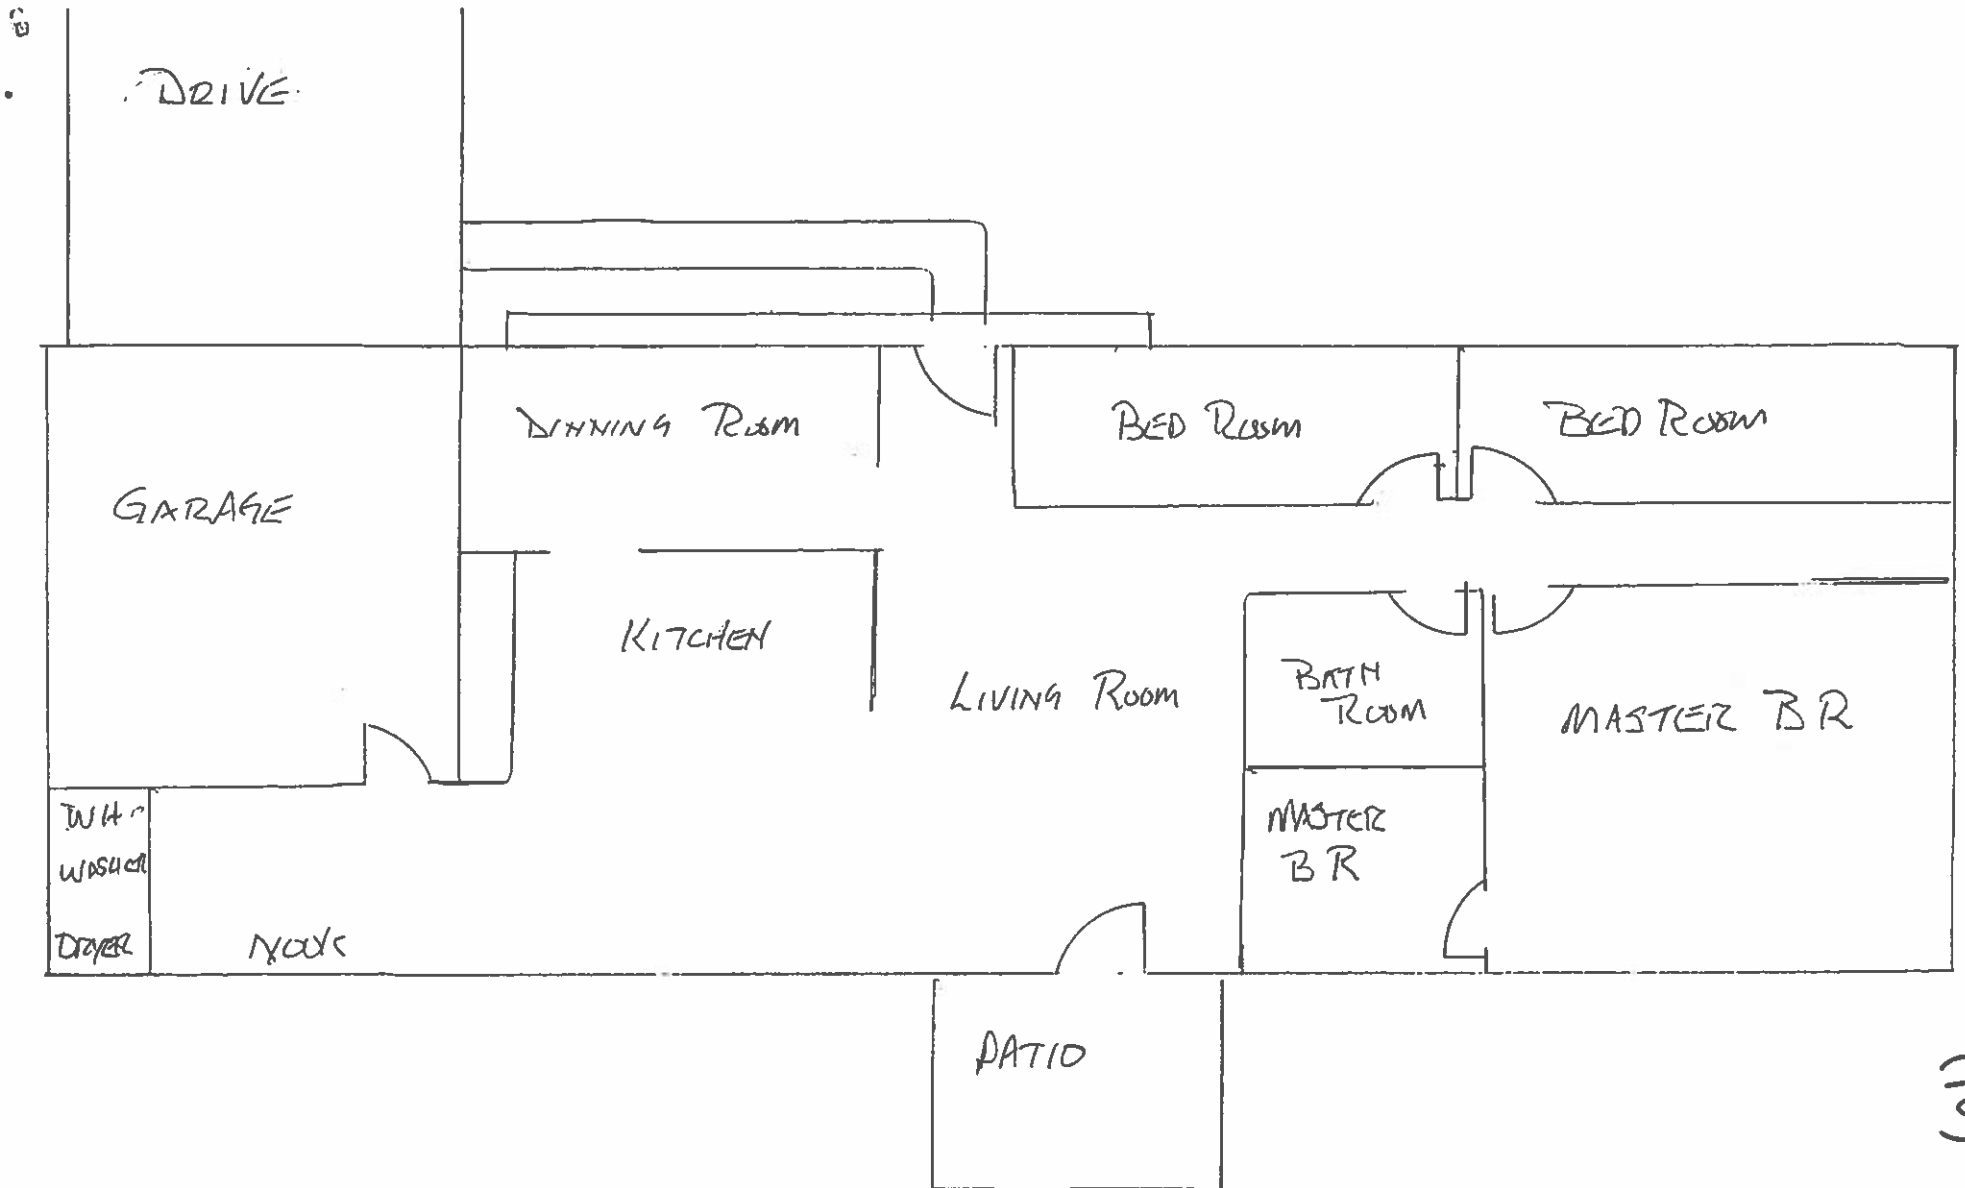 DRIVE
DINNING ROOM
BED ROOM
BED ROOM
GARAGE
KITCHEN
LIVING ROOM
BATH
ROOM
MASTER BR
WH
WASHER
DRYER
MASTER
BR
NOOK
PATIO